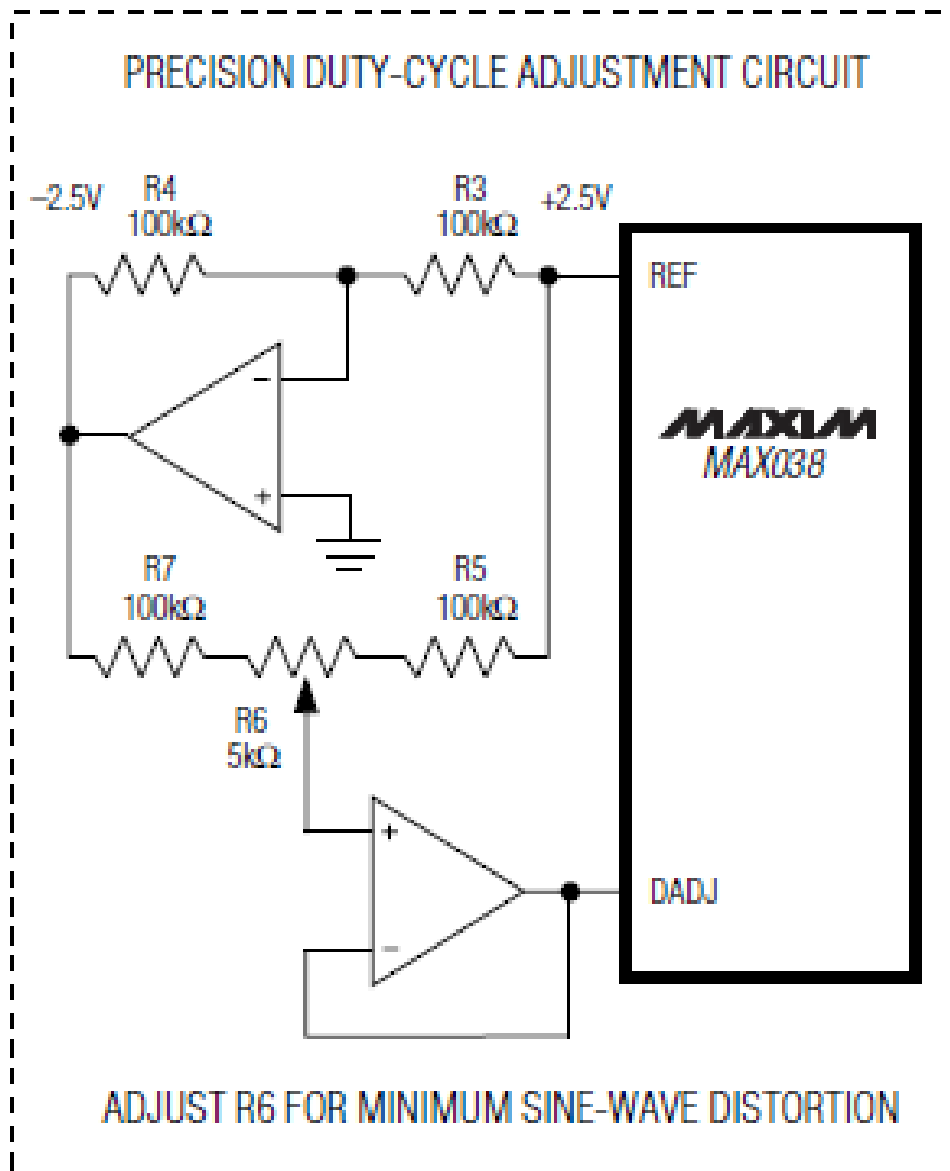 PRECISION DUTY-CYCLE ADJUSTMENT CIRCUIT
−2.5V
R4
100kΩ
R3
100kΩ
+2.5V
REF
−
+
MAXIM
MAX038
R7
100kΩ
R5
100kΩ
R6
5kΩ
+
−
DADJ
ADJUST R6 FOR MINIMUM SINE-WAVE DISTORTION